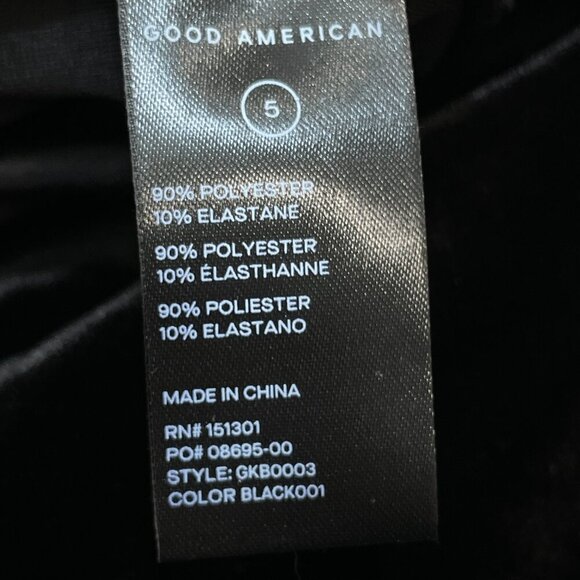 GOOD AMERICAN
5
90% POLYESTER
10% ELASTANE
90% POLYESTER
10% ÉLASTHANNE
90% POLIESTER
10% ELASTANO
MADE IN CHINA
RN# 151301
PO# 08695-00
STYLE: GKB0003
COLOR BLACK001